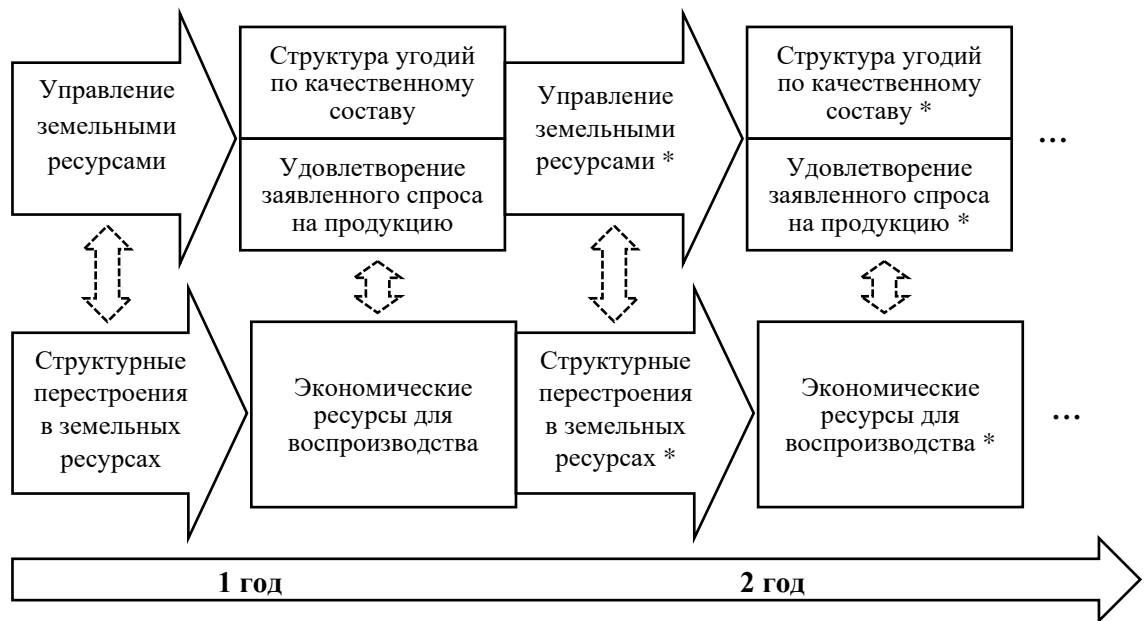 Управление
земельными
ресурсами
Структура угодий
по качественному
составу
Удовлетворение
заявленного спроса
на продукцию
Управление
земельными
ресурсами *
Структура угодий
по качественному
составу *
Удовлетворение
заявленного спроса
на продукцию *
...
Структурные
перестроения
в земельных
ресурсах
Экономические
ресурсы для
воспроизводства
Структурные
перестроения
в земельных
ресурсах *
Экономические
ресурсы для
воспроизводства *
...
1 год
2 год